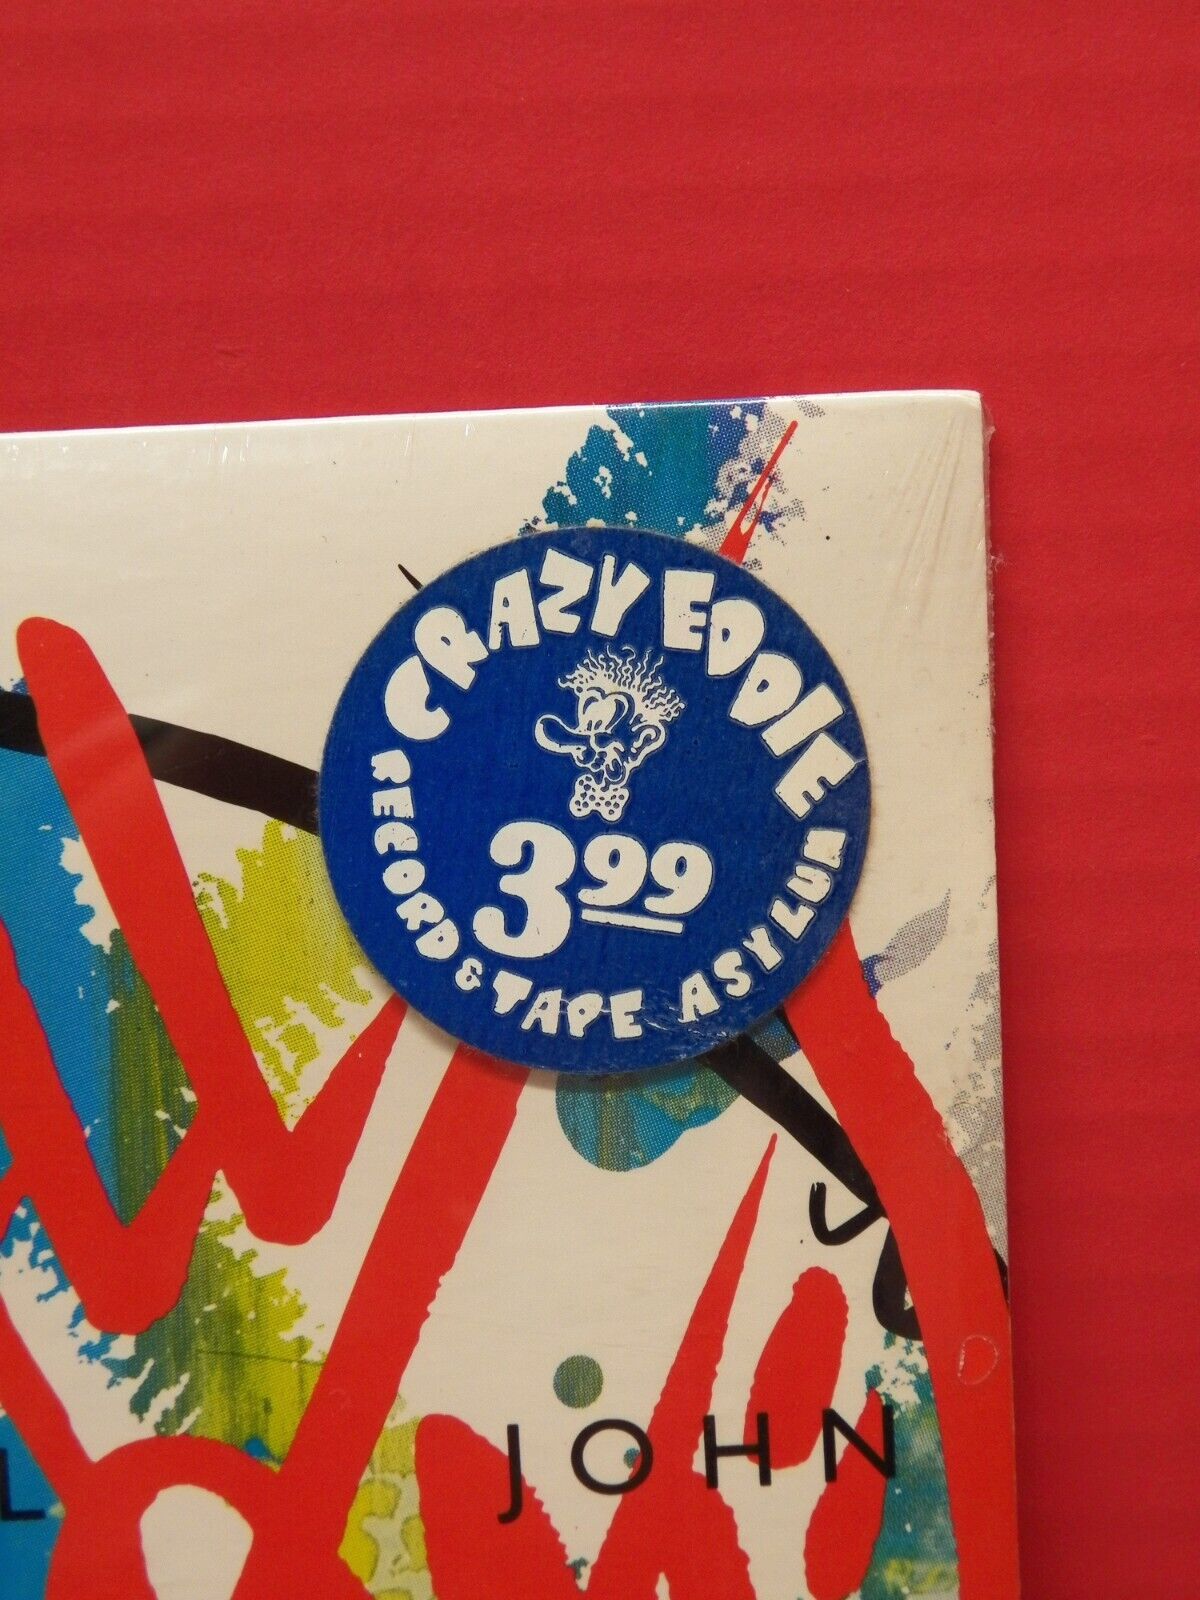 CRAZY EDDIE
3.99
RECORD & TAPE ASYLUM
L JOHN